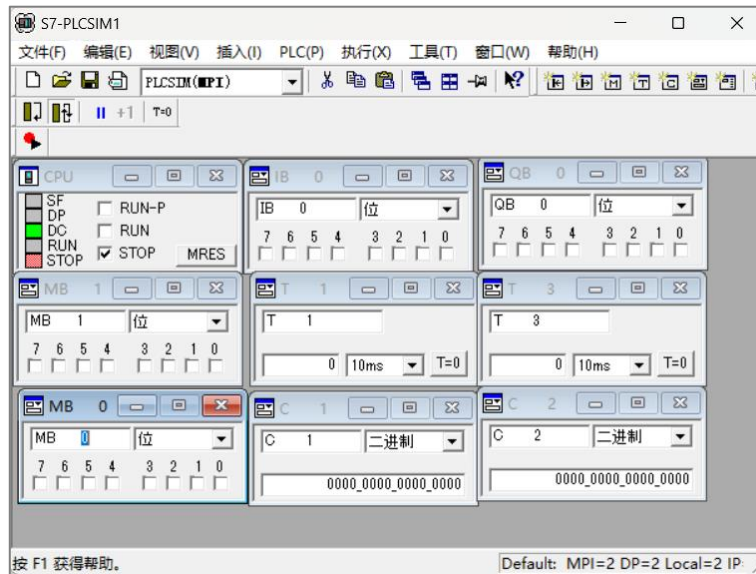 S7-PLCSIM1
文件(F) 编辑(E) 视图(V) 插入(I) PLC(P) 执行(X) 工具(T) 窗口(W) 帮助(H)
PLCSIM(MPI)
+1 T=0
CPU
SF
DP
DC
RUN
STOP
RUN-P
RUN
STOP MRES
IB 0
IB 0 位
7 6 5 4 3 2 1 0
QB 0
QB 0 位
7 6 5 4 3 2 1 0
MB 1
MB 1 位
7 6 5 4 3 2 1 0
T 1
T 1
0 10ms T=0
T 3
T 3
0 10ms T=0
MB 0
MB 0 位
7 6 5 4 3 2 1 0
C 1
C 1 二进制
0000_0000_0000_0000
C 2
C 2 二进制
0000_0000_0000_0000
按 F1 获得帮助。
Default: MPI=2 DP=2 Local=2 IP